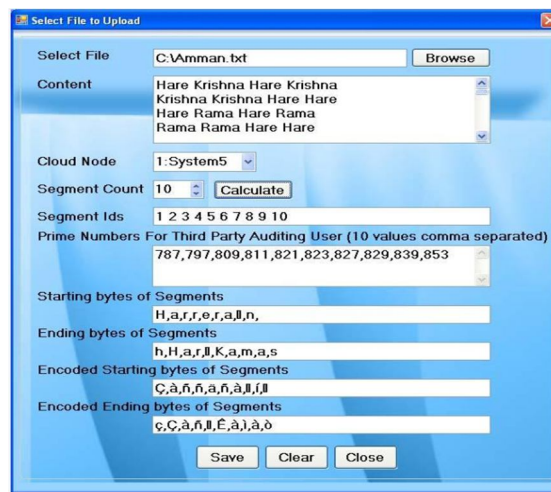 Select File to Upload
Select File C:\Amman.txt Browse
Content Hare Krishna Hare Krishna
Krishna Krishna Hare Hare
Hare Rama Hare Rama
Rama Rama Hare Hare
Cloud Node 1:System5
Segment Count 10 Calculate
Segment Ids 1 2 3 4 5 6 7 8 9 10
Prime Numbers For Third Party Auditing User (10 values comma separated)
787,797,809,811,821,823,827,829,839,853
Starting bytes of Segments
H,a,r,r,e,r,a,,n,
Ending bytes of Segments
h,H,a,r,,K,a,m,a,s
Encoded Starting bytes of Segments
Ç,à,ñ,ñ,ä,ñ,à,,í,
Encoded Ending bytes of Segments
ç,Ç,à,ñ,,Ê,à,ì,à,ò
Save Clear Close